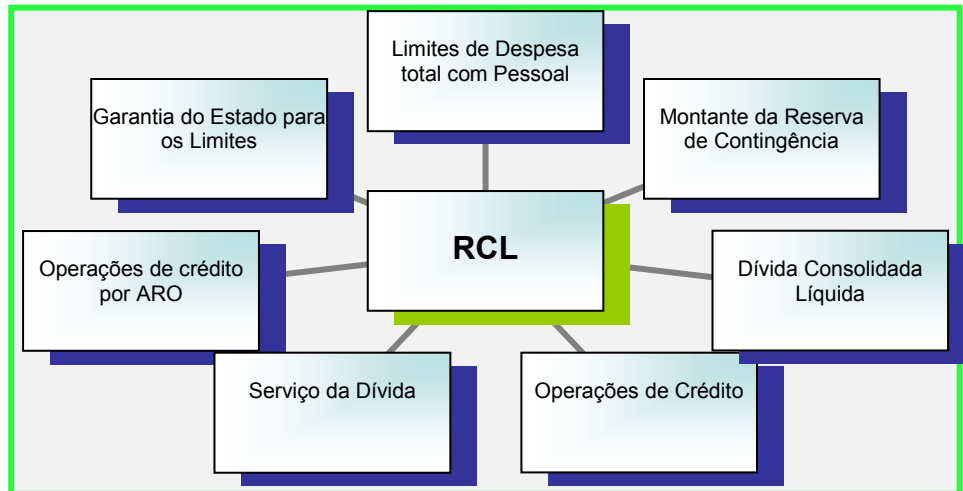 Limites de Despesa
total com Pessoal
Garantia do Estado para
os Limites
Montante da Reserva
de Contingência
RCL
Operações de crédito
por ARO
Dívida Consolidada
Líquida
Serviço da Dívida
Operações de Crédito